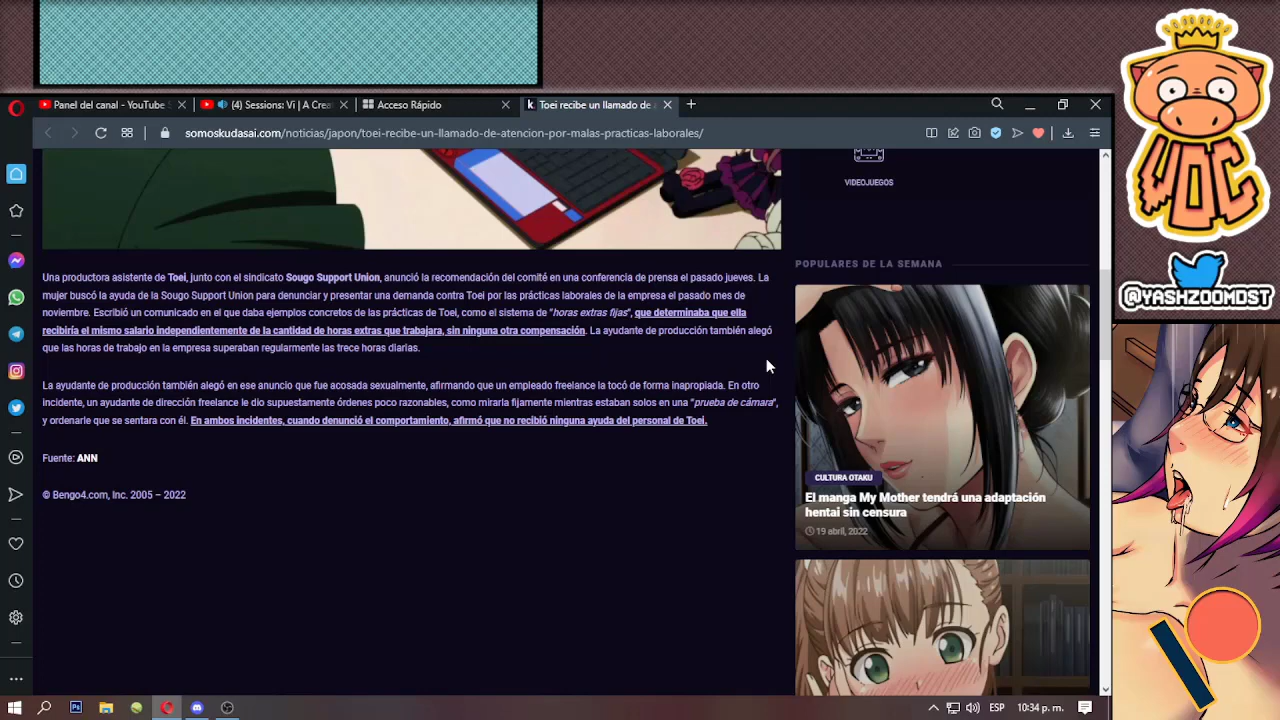 Panel del canal - YouTube S
(4) Sessions: Vi | A Crea
Acceso Rápido
Toei recibe un llamado de a
somoskudasai.com/noticias/japon/toei-recibe-un-llamado-de-atencion-por-malas-practicas-laborales/
VIDEOJUEGOS
Una productora asistente de Toei, junto con el sindicato Sougo Support Union, anunció la recomendación del comité en una conferencia de prensa el pasado jueves. La
mujer buscó la ayuda de la Sougo Support Union para denunciar y presentar una demanda contra Toei por las prácticas laborales de la empresa el pasado mes de
noviembre. Escribió un comunicado en el que daba ejemplos concretos de las prácticas de Toei, como el sistema de "horas extras fijas", que determinaba que ella
recibiría el mismo salario independientemente de la cantidad de horas extras que trabajara, sin ninguna otra compensación. La ayudante de producción también alegó
que las horas de trabajo en la empresa superaban regularmente las trece horas diarias.
La ayudante de producción también alegó en ese anuncio que fue acosada sexualmente, afirmando que un empleado freelance la tocó de forma inapropiada. En otro
incidente, un ayudante de dirección freelance le dio supuestamente órdenes poco razonables, como mirarla fijamente mientras estaban solos en una "prueba de cámara",
y ordenarle que se sentara con él. En ambos incidentes, cuando denunció el comportamiento, afirmó que no recibió ninguna ayuda del personal de Toei.
Fuente: ANN
© Bengo4.com, Inc. 2005 – 2022
POPULARES DE LA SEMANA
CULTURA OTAKU
El manga My Mother tendrá una adaptación
hentai sin censura
19 abril, 2022
WOC
@YASHZOOMDST
ESP
10:34 p. m.